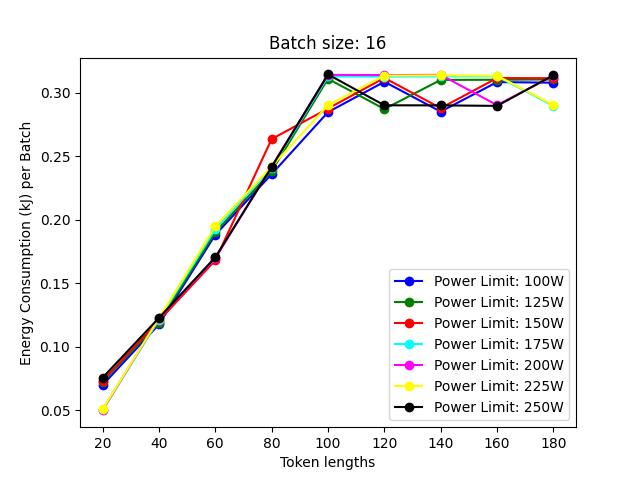 Batch size: 16
Energy Consumption (kJ) per Batch
0.30
0.25
0.20
0.15
0.10
0.05
Power Limit: 100W
Power Limit: 125W
Power Limit: 150W
Power Limit: 175W
Power Limit: 200W
Power Limit: 225W
Power Limit: 250W
20 40 60 80 100 120 140 160 180
Token lengths